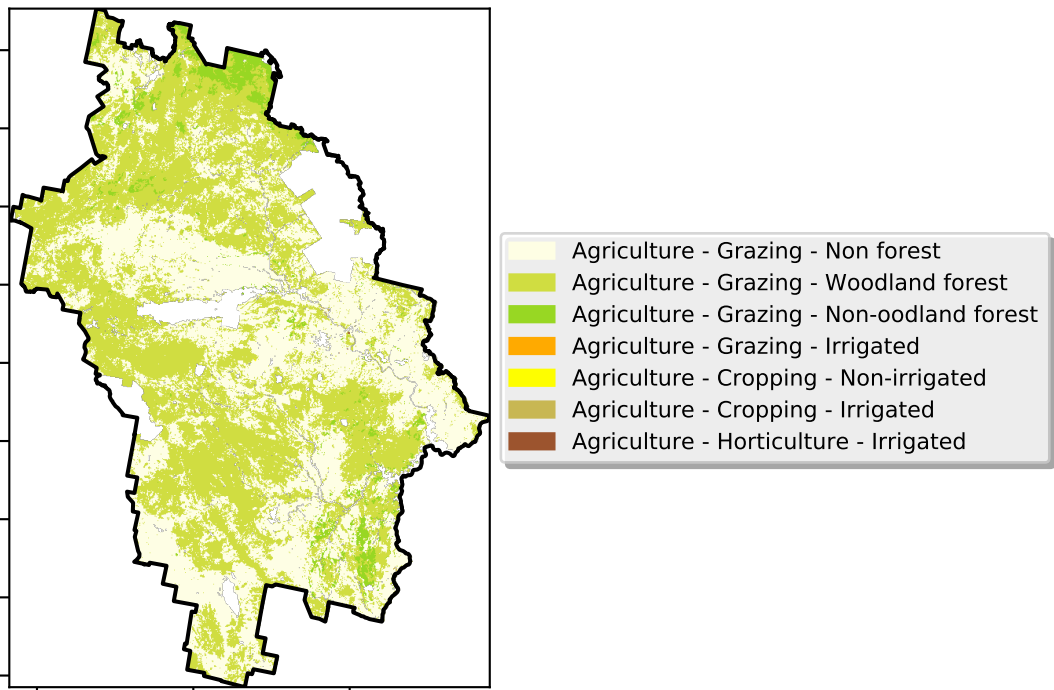 Agriculture - Grazing - Non forest
Agriculture - Grazing - Woodland forest
Agriculture - Grazing - Non-oodland forest
Agriculture - Grazing - Irrigated
Agriculture - Cropping - Non-irrigated
Agriculture - Cropping - Irrigated
Agriculture - Horticulture - Irrigated